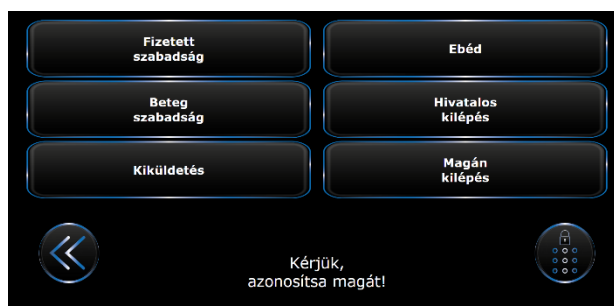 Fizetett
szabadság
Ebéd
Beteg
szabadság
Hivatalos
kilépés
Kiküldetés
Magán
kilépés
Kérjük,
azonosítsa magát!